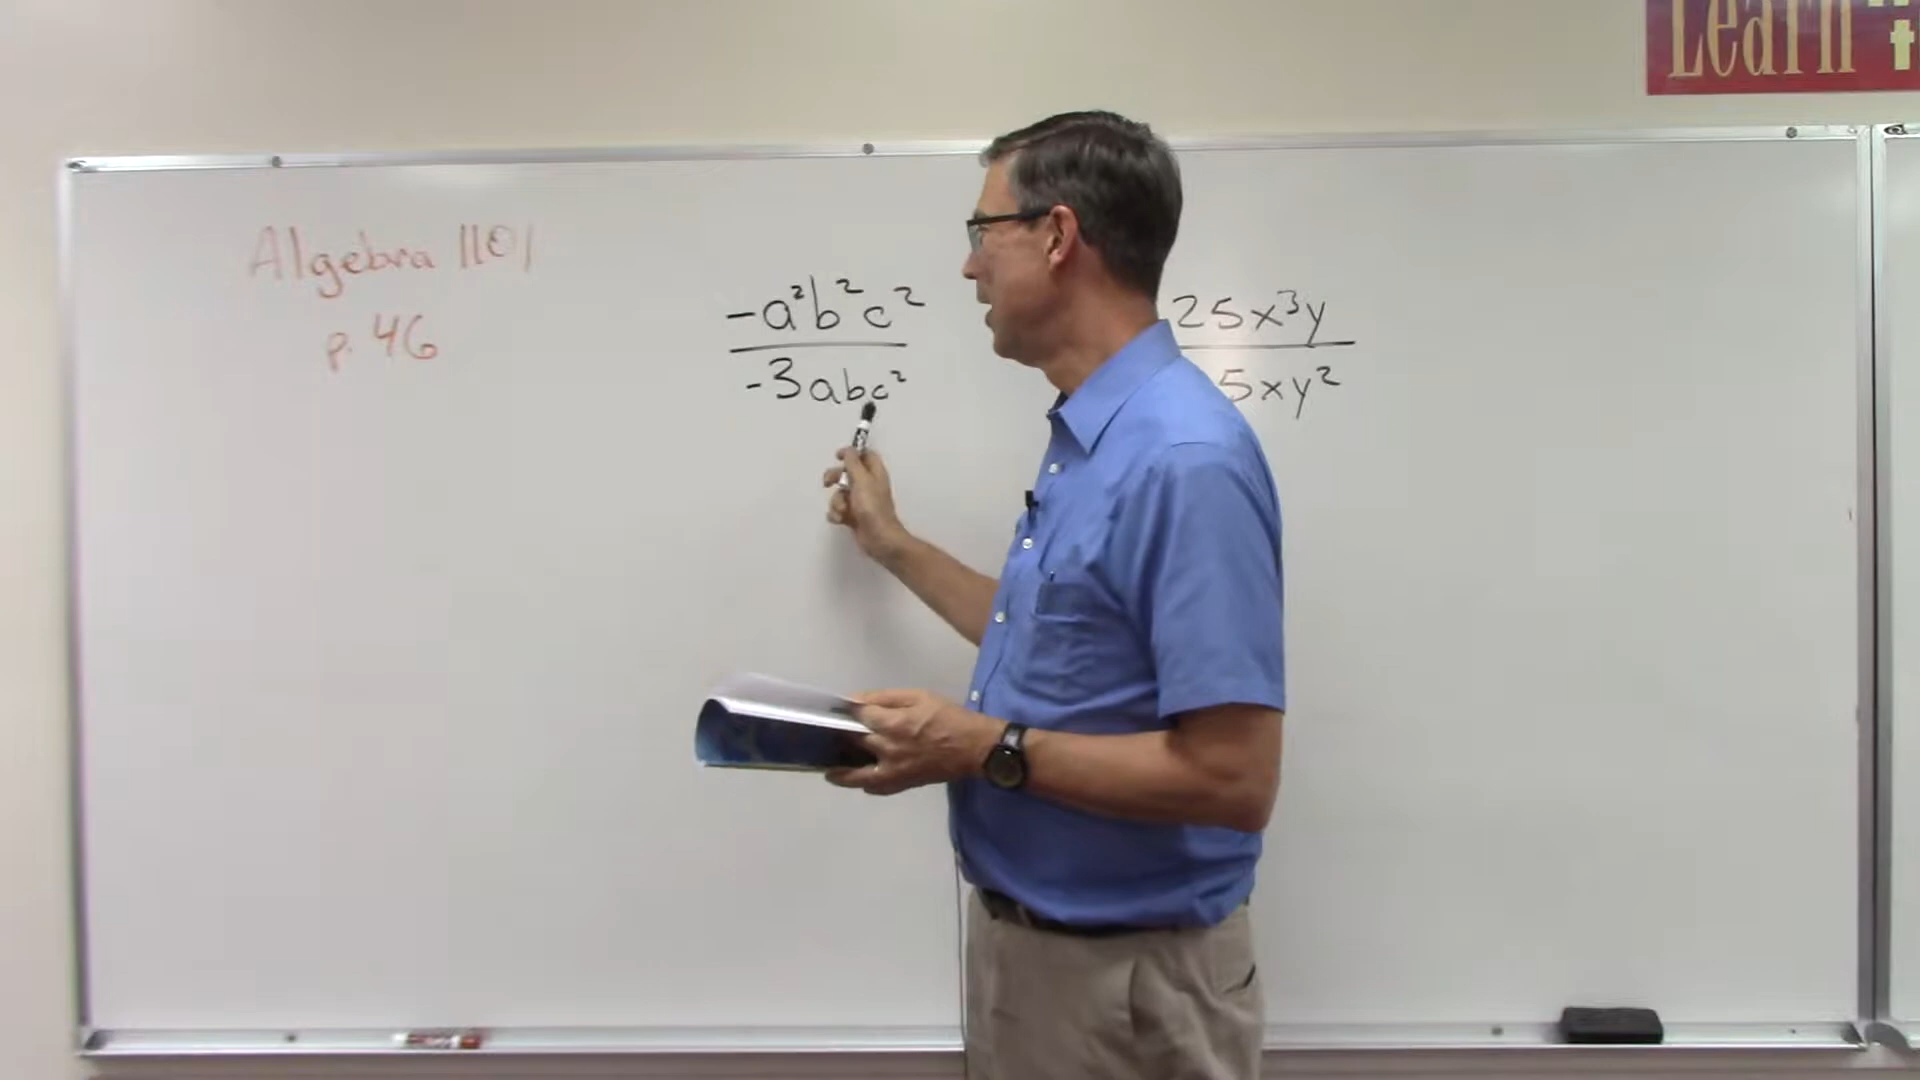 Learn
Algebra 1101
p. 46
-a²b²c²
-3abc²
25x³y
5xy²